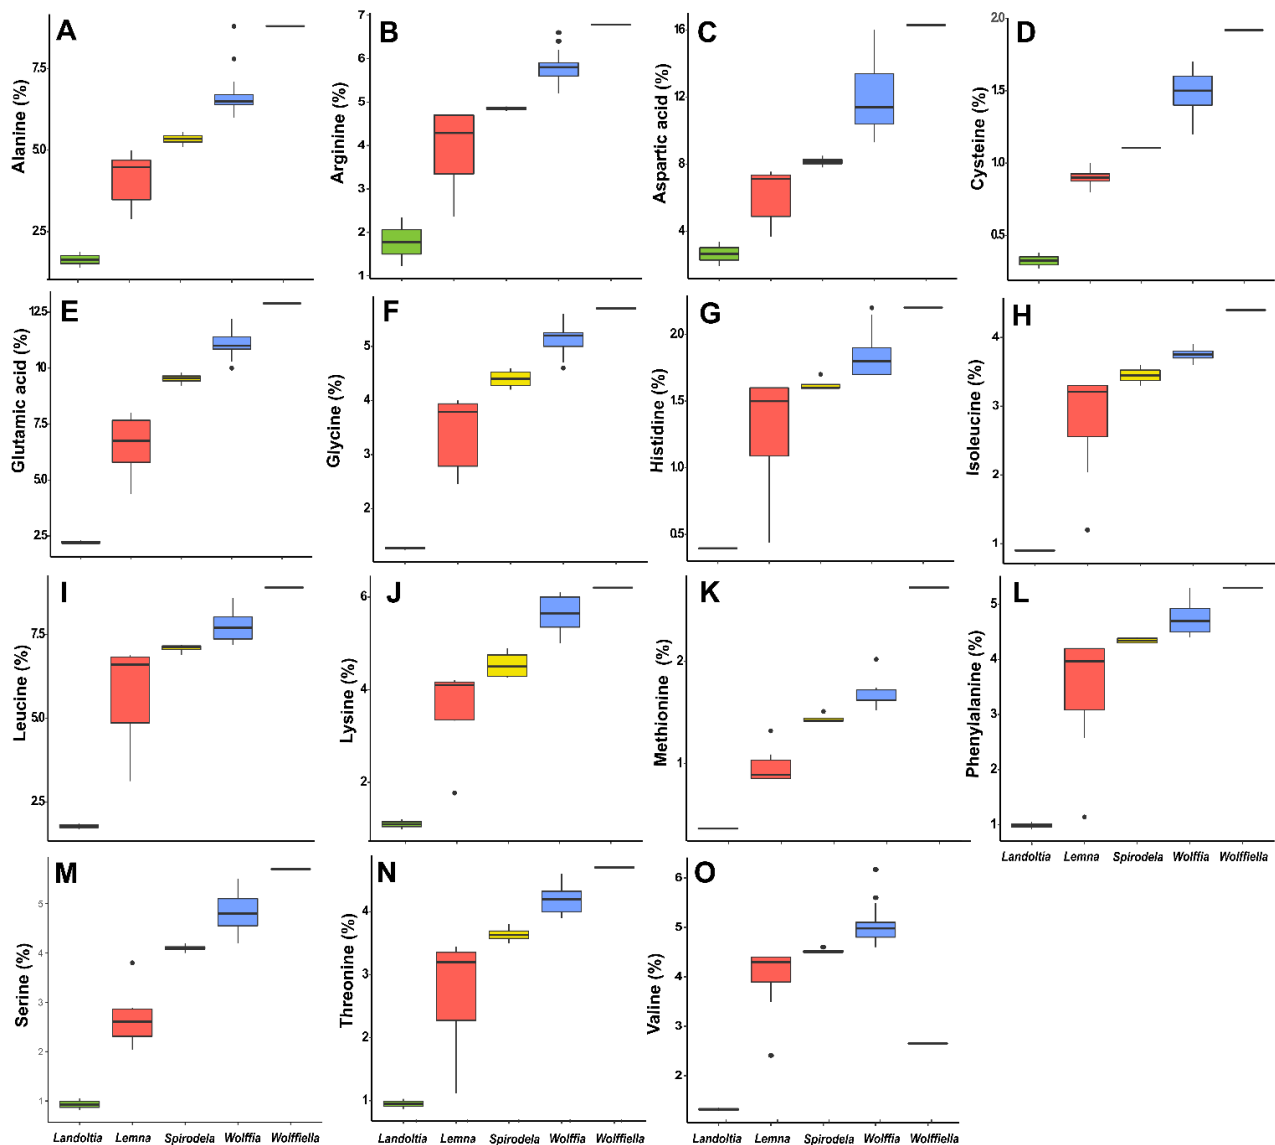 A
Alanine (%)
7.5
5.0
2.5
B
Arginine (%)
7
6
5
4
3
2
1
C
Aspartic acid (%)
16
12
8
4
D
Cysteine (%)
2.0
1.5
1.0
0.5
E
Glutamic acid (%)
12.5
10
7.5
5.0
2.5
F
Glycine (%)
5
4
3
2
G
Histidine (%)
20
1.5
1.0
0.5
H
Isoleucine (%)
4
3
2
1
I
Leucine (%)
7.5
5.0
2.5
J
Lysine (%)
6
4
2
K
Methionine (%)
2
1
L
Phenylalanine (%)
5
4
3
2
1
Landoltia Lemna Spirodela Wolffia Wolffiella
M
Serine (%)
5
4
3
2
1
Landoltia Lemna Spirodela Wolffia Wolffiella
N
Threonine (%)
4
3
2
1
Landoltia Lemna Spirodela Wolffia Wolffiella
O
Valine (%)
6
5
4
3
2
Landoltia Lemna Spirodela Wolffia Wolffiella